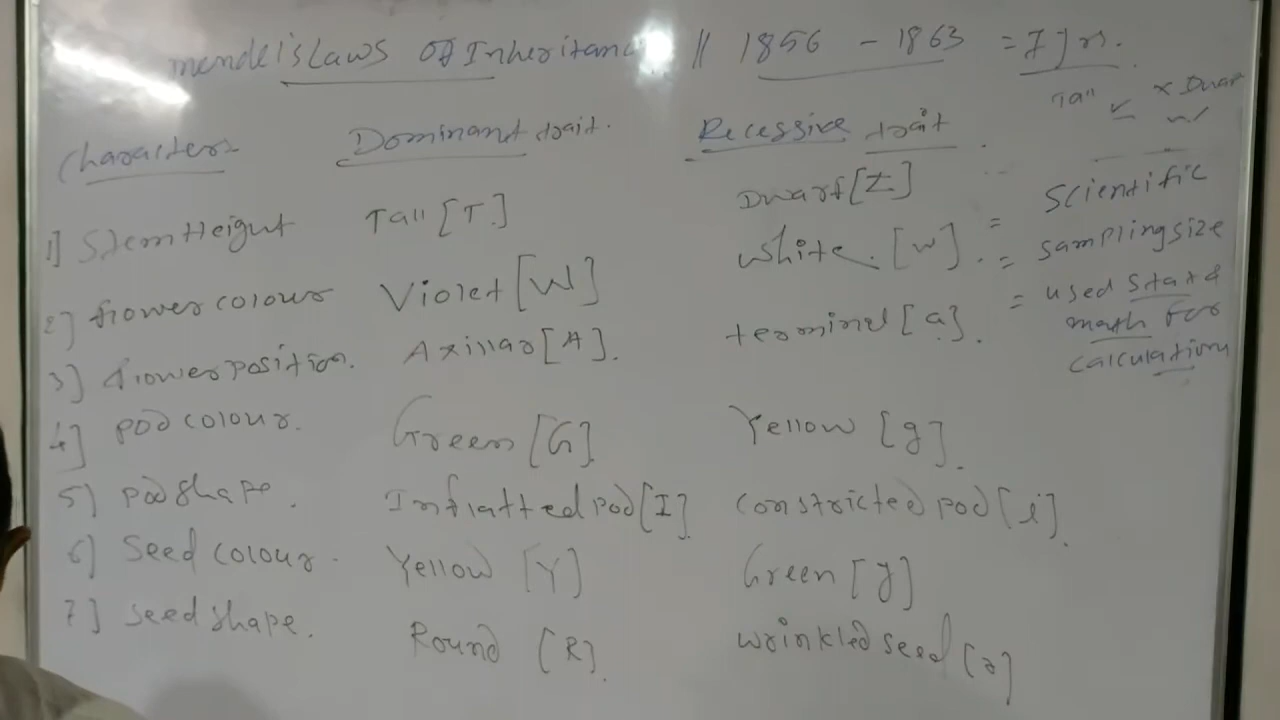 Mendel's Laws Of Inheritance || 1856 - 1863 = 7 yrs.
Tall x Dwarf
Characters Dominant trait. Recessive trait
1] Stem Height Tall [T] Dwarf [t]
2] flower colour Violet [W] White [w].
3] flower position. Axillar [A]. terminal [a].
4] Pod colour. Green [G] Yellow [g].
5] Pod Shape. Inflatted Pod [I] Constricted pod [i].
6] Seed colour. Yellow [Y] Green [y]
7] Seed shape. Round [R]. wrinkled seed [r]
= Scientific
= sampling size
= used Stat &
math for
calculation